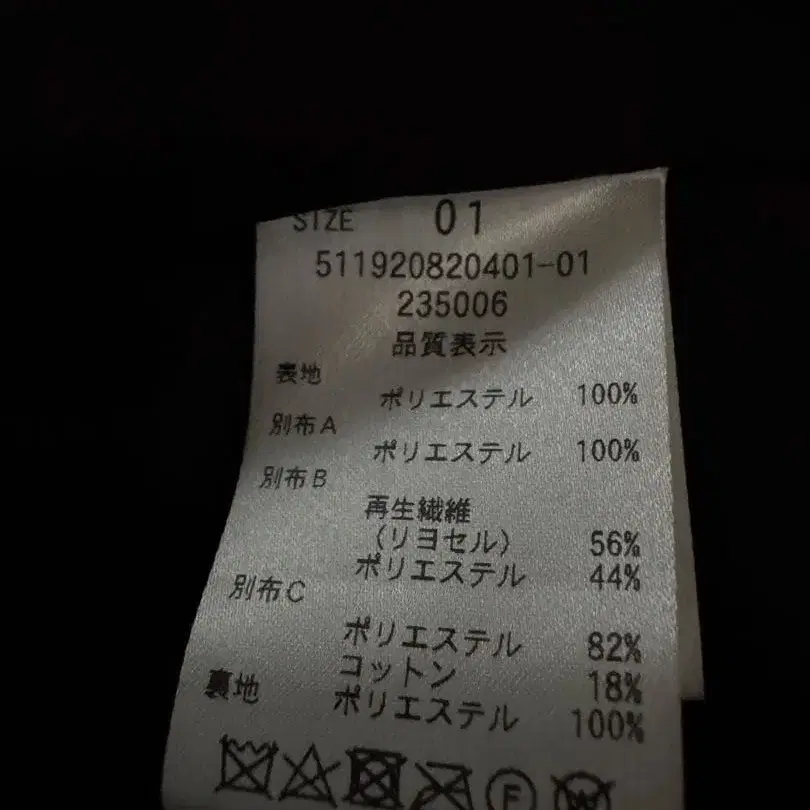 SIZE 01
511920820401-01
235006
品質表示
表地
ポリエステル 100%
別布A
ポリエステル 100%
別布B
再生繊維
(リヨセル) 56%
ポリエステル 44%
別布C
ポリエステル 82%
コットン 18%
裏地
ポリエステル 100%
F W